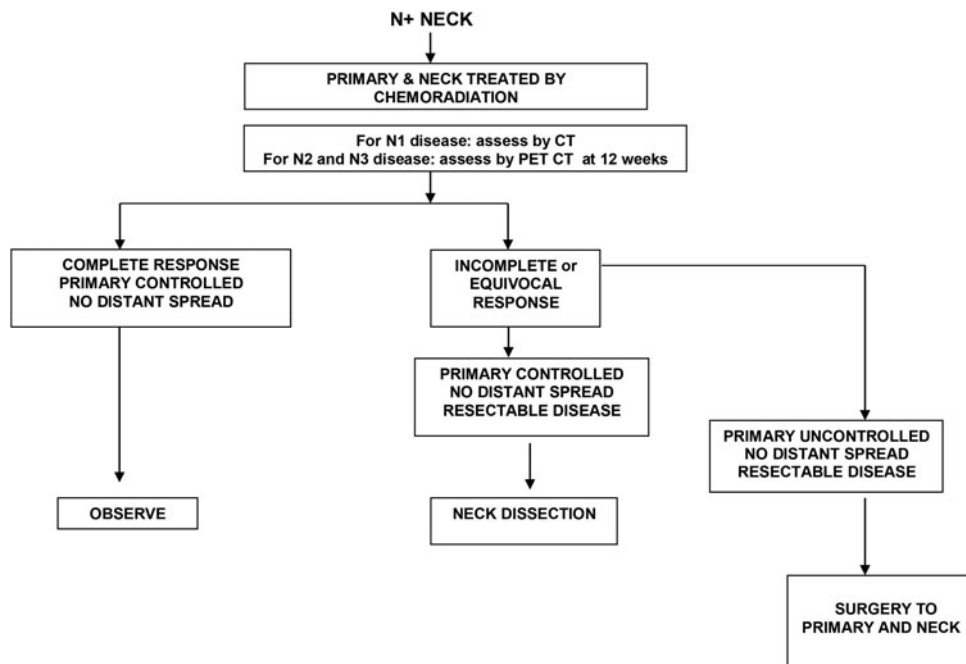 N+ NECK
PRIMARY & NECK TREATED BY
CHEMORADIATION
For N1 disease: assess by CT
For N2 and N3 disease: assess by PET CT at 12 weeks
COMPLETE RESPONSE
PRIMARY CONTROLLED
NO DISTANT SPREAD
INCOMPLETE or
EQUIVOCAL
RESPONSE
PRIMARY CONTROLLED
NO DISTANT SPREAD
RESECTABLE DISEASE
PRIMARY UNCONTROLLED
NO DISTANT SPREAD
RESECTABLE DISEASE
OBSERVE
NECK DISSECTION
SURGERY TO
PRIMARY AND NECK